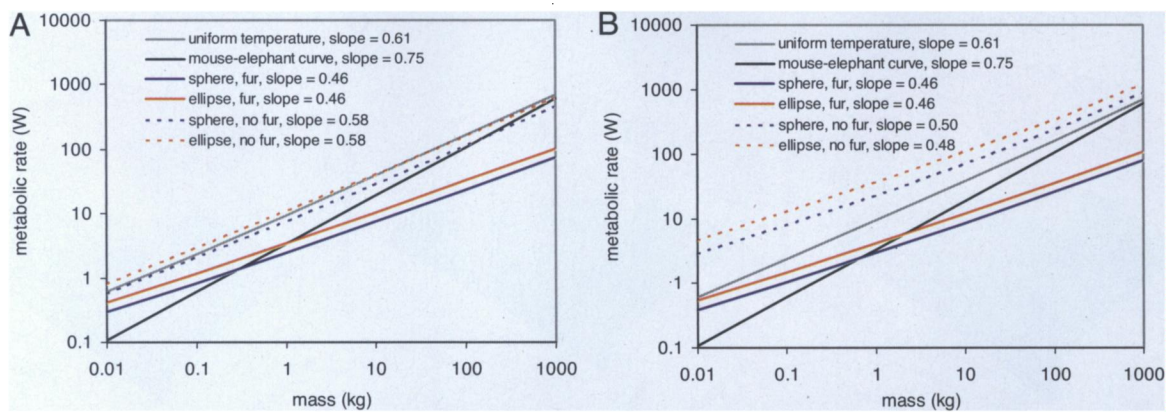 A
10000
1000
100
10
1
0.1
metabolic rate (W)
uniform temperature, slope = 0.61
mouse-elephant curve, slope = 0.75
sphere, fur, slope = 0.46
ellipse, fur, slope = 0.46
sphere, no fur, slope = 0.58
ellipse, no fur, slope = 0.58
0.01 0.1 1 10 100 1000
mass (kg)
B
10000
1000
100
10
1
0.1
metabolic rate (W)
uniform temperature, slope = 0.61
mouse-elephant curve, slope = 0.75
sphere, fur, slope = 0.46
ellipse, fur, slope = 0.46
sphere, no fur, slope = 0.50
ellipse, no fur, slope = 0.48
0.01 0.1 1 10 100 1000
mass (kg)